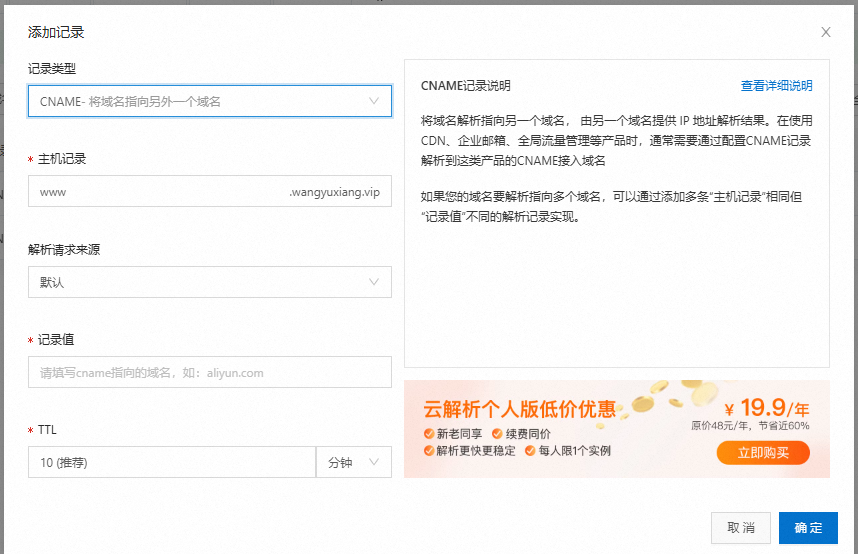 添加记录
记录类型
CNAME- 将域名指向另外一个域名
* 主机记录
www
.wangyuxiang.vip
解析请求来源
默认
* 记录值
请填写cname指向的域名，如：aliyun.com
* TTL
10 (推荐)
分钟
CNAME记录说明
查看详细说明
将域名解析指向另一个域名， 由另一个域名提供 IP 地址解析结果。在使用
CDN、企业邮箱、全局流量管理等产品时，通常需要通过配置CNAME记录
解析到这类产品的CNAME接入域名
如果您的域名要解析指向多个域名，可以通过添加多条“主机记录”相同但
“记录值”不同的解析记录实现。
云解析个人版低价优惠
新老同享 续费同价
解析更快更稳定 每人限1个实例
¥ 19.9/年
原价48元/年，节省近60%
立即购买
取 消
确 定